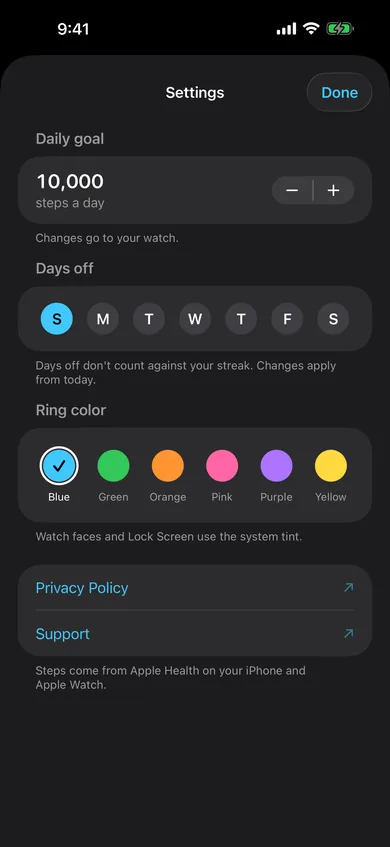 9:41
Settings
Done
Daily goal
10,000
steps a day
Changes go to your watch.
Days off
S M T W T F S
Days off don't count against your streak. Changes apply
from today.
Ring color
Blue Green Orange Pink Purple Yellow
Watch faces and Lock Screen use the system tint.
Privacy Policy
Support
Steps come from Apple Health on your iPhone and
Apple Watch.